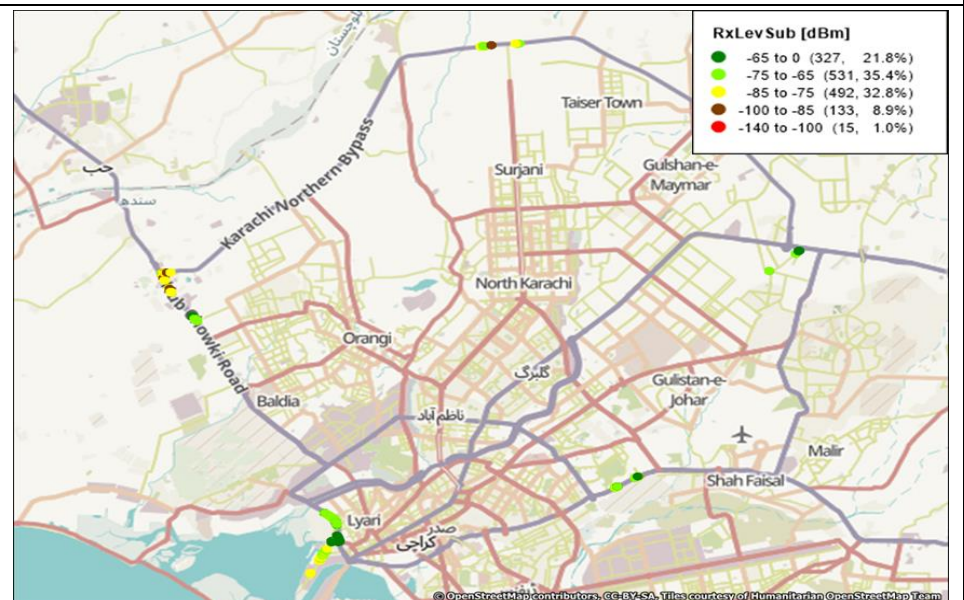 RxLevSub [dBm]
-65 to 0 (327, 21.8%)
-75 to -65 (531, 35.4%)
-85 to -75 (492, 32.8%)
-100 to -85 (133, 8.9%)
-140 to -100 (15, 1.0%)
بلوچستان
Taiser Town
حب
Surjani
Gulshan-e-
Maymar
سندھ
Karachi Northern Bypass
North Karachi
Hub Chowki Road
Orangi
گلبرگ
Gulistan-e-
Johar
Baldia
ناظم آباد
Malir
Shah Faisal
Lyari
صدر
کراچی
© OpenStreetMap contributors, CC-BY-SA, Tiles courtesy of Humanitarian OpenStreetMap Team